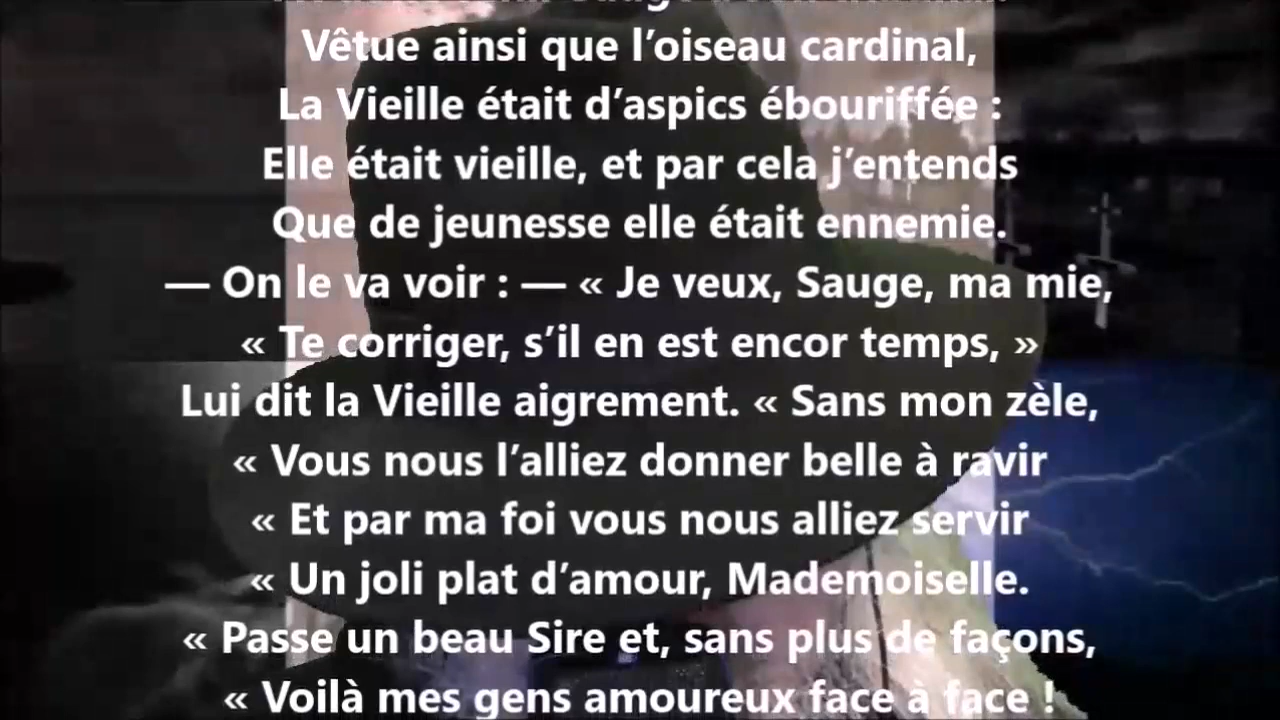 Vêtue ainsi que l’oiseau cardinal,
La Vieille était d’aspics ébouriffée :
Elle était vieille, et par cela j’entends
Que de jeunesse elle était ennemie.
— On le va voir : — « Je veux, Sauge, ma mie,
« Te corriger, s’il en est encor temps, »
Lui dit la Vieille aigrement. « Sans mon zèle,
« Vous nous l’alliez donner belle à ravir
« Et par ma foi vous nous alliez servir
« Un joli plat d’amour, Mademoiselle.
« Passe un beau Sire et, sans plus de façons,
« Voilà mes gens amoureux face à face !